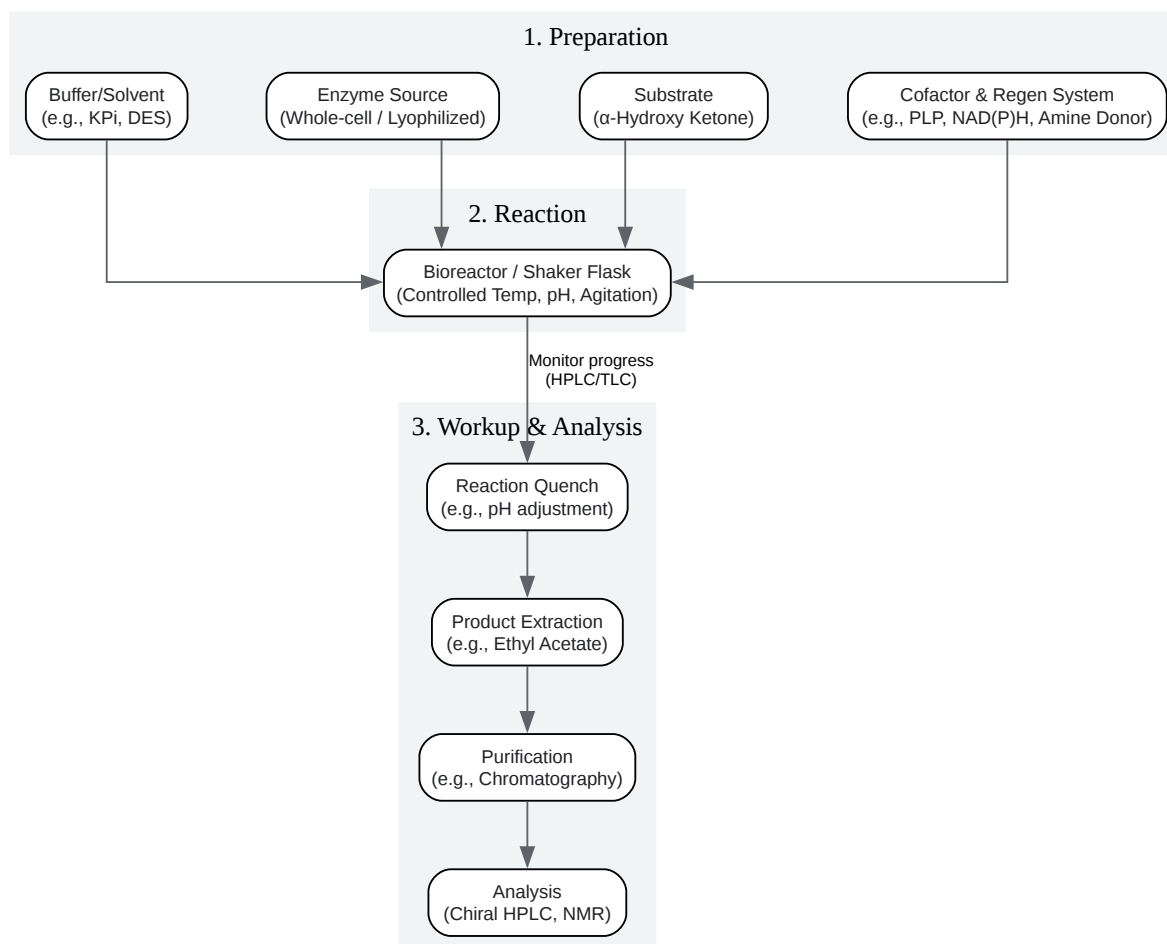 1. Preparation
Buffer/Solvent
(e.g., KPi, DES)
Enzyme Source
(Whole-cell / Lyophilized)
Substrate
(α-Hydroxy Ketone)
Cofactor & Regen System
(e.g., PLP, NAD(P)H, Amine Donor)
2. Reaction
Bioreactor / Shaker Flask
(Controlled Temp, pH, Agitation)
Monitor progress
(HPLC/TLC)
3. Workup & Analysis
Reaction Quench
(e.g., pH adjustment)
Product Extraction
(e.g., Ethyl Acetate)
Purification
(e.g., Chromatography)
Analysis
(Chiral HPLC, NMR)